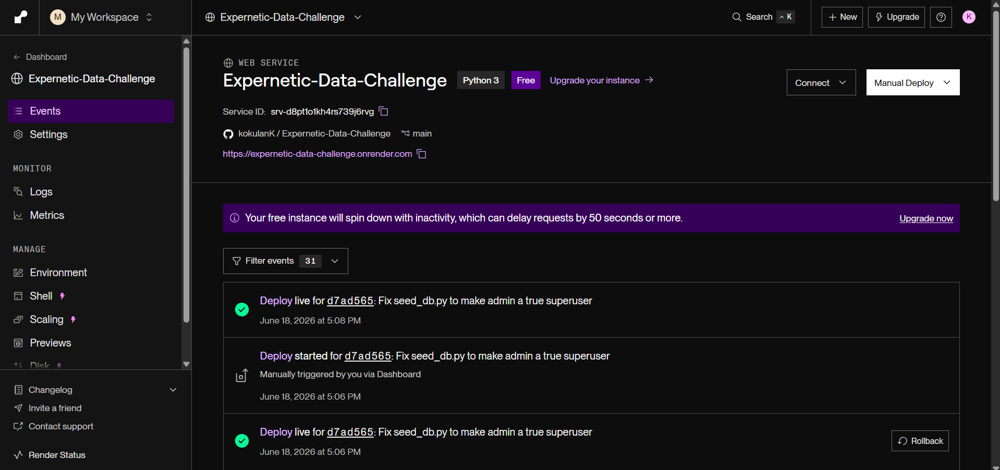 M My Workspace
Expernetic-Data-Challenge
Search ^ K
+ New
Upgrade
K
← Dashboard
Expernetic-Data-Challenge
Events
Settings
MONITOR
Logs
Metrics
MANAGE
Environment
Shell
Scaling
Previews
Disk
Changelog
Invite a friend
Contact support
Render Status
WEB SERVICE
Expernetic-Data-Challenge Python 3 Free Upgrade your instance →
Connect
Manual Deploy
Service ID: srv-d8pt1o1kh4rs739j6rvg
kokulanK / Expernetic-Data-Challenge main
https://expernetic-data-challenge.onrender.com
Your free instance will spin down with inactivity, which can delay requests by 50 seconds or more.
Upgrade now
Filter events 31
Deploy live for d7ad565: Fix seed_db.py to make admin a true superuser
June 18, 2026 at 5:08 PM
Deploy started for d7ad565: Fix seed_db.py to make admin a true superuser
Manually triggered by you via Dashboard
June 18, 2026 at 5:06 PM
Deploy live for d7ad565: Fix seed_db.py to make admin a true superuser
June 18, 2026 at 5:06 PM
Rollback